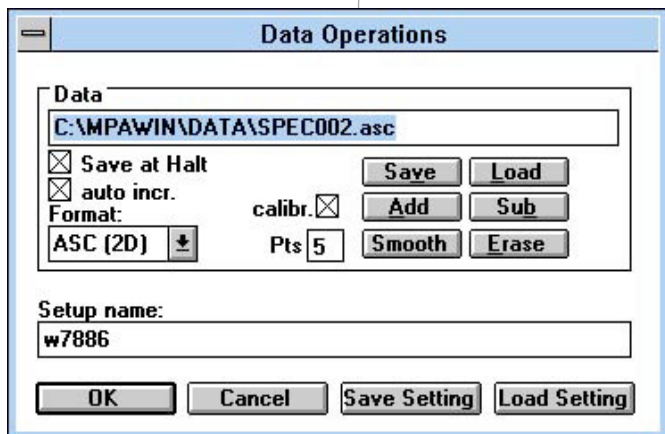 Data Operations
Data
C:\MPAWIN\DATA\SPEC002.asc
Save at Halt
auto incr.
Format:
ASC (2D)
calibr.
Pts 5
Save Load
Add Sub
Smooth Erase
Setup name:
w7886
OK Cancel Save Setting Load Setting